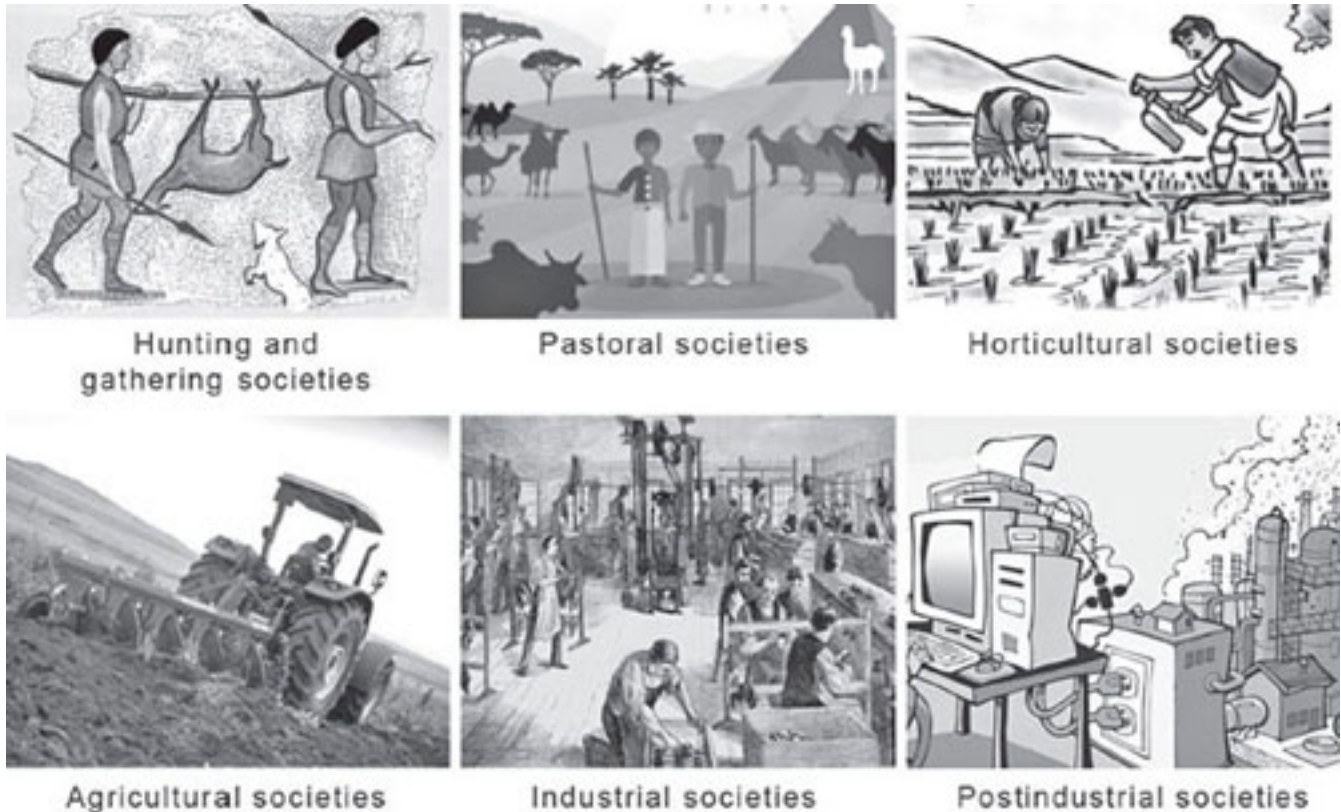 Hunting and
gathering societies
Pastoral societies
Horticultural societies
Agricultural societies
Industrial societies
Postindustrial societies